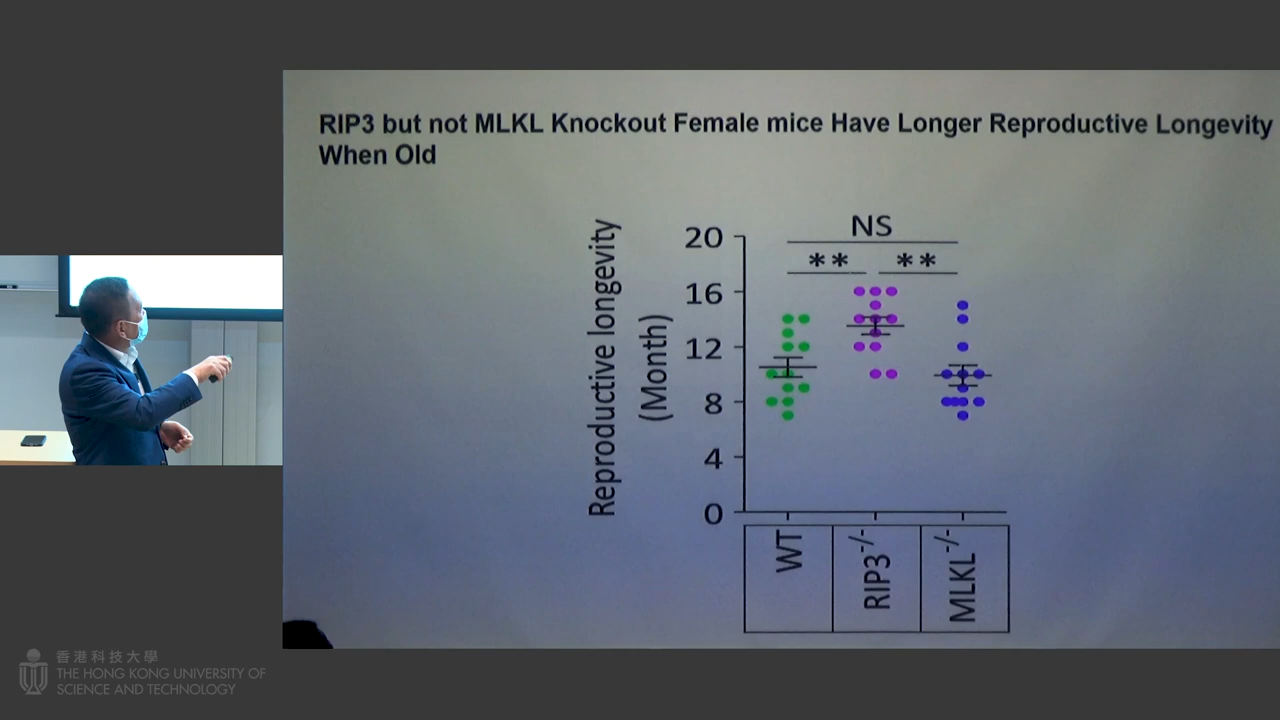 RIP3 but not MLKL Knockout Female mice Have Longer Reproductive Longevity
When Old
Reproductive longevity
(Month)
20
16
12
8
4
0
NS
**
**
WT
RIP3-/-
MLKL-/-
香港科技大學
THE HONG KONG UNIVERSITY OF
SCIENCE AND TECHNOLOGY